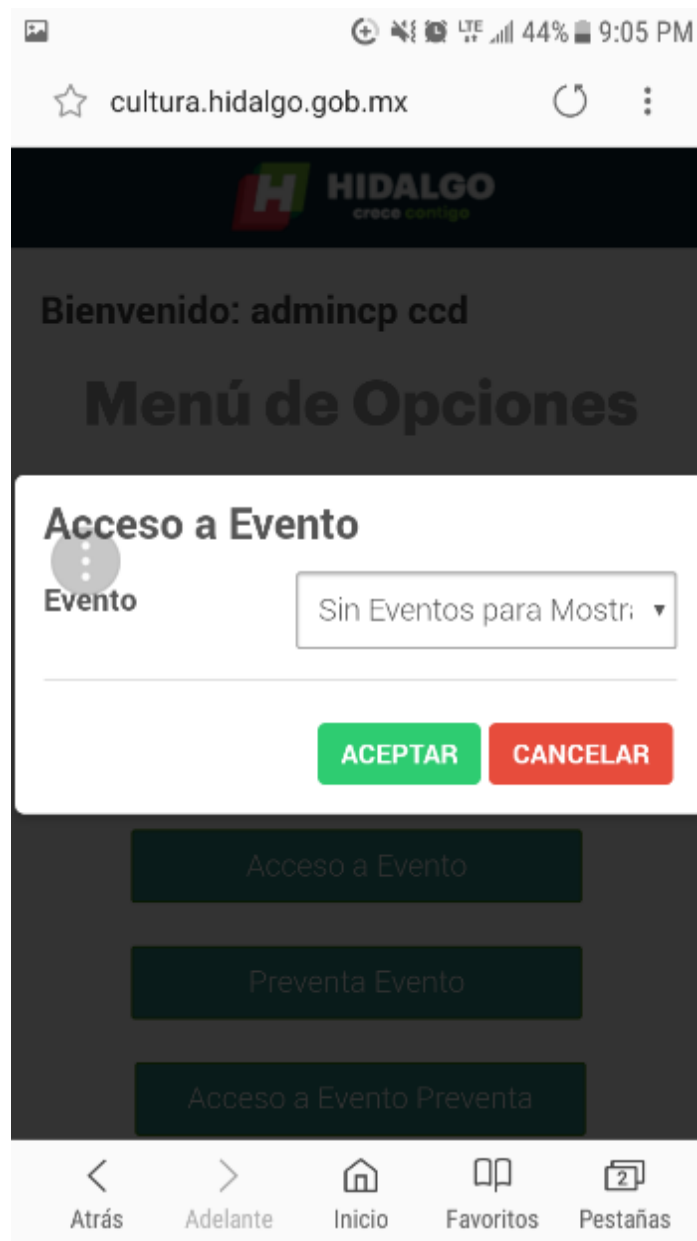 LTE 44% 9:05 PM
cultura.hidalgo.gob.mx
H HIDALGO
crece contigo
Bienvenido: admincp ccd
Menú de Opciones
Acceso a Evento
Evento
Sin Eventos para Mostr
ACEPTAR CANCELAR
Acceso a Evento
Preventa Evento
Acceso a Evento Preventa
2
Atrás Adelante Inicio Favoritos Pestañas